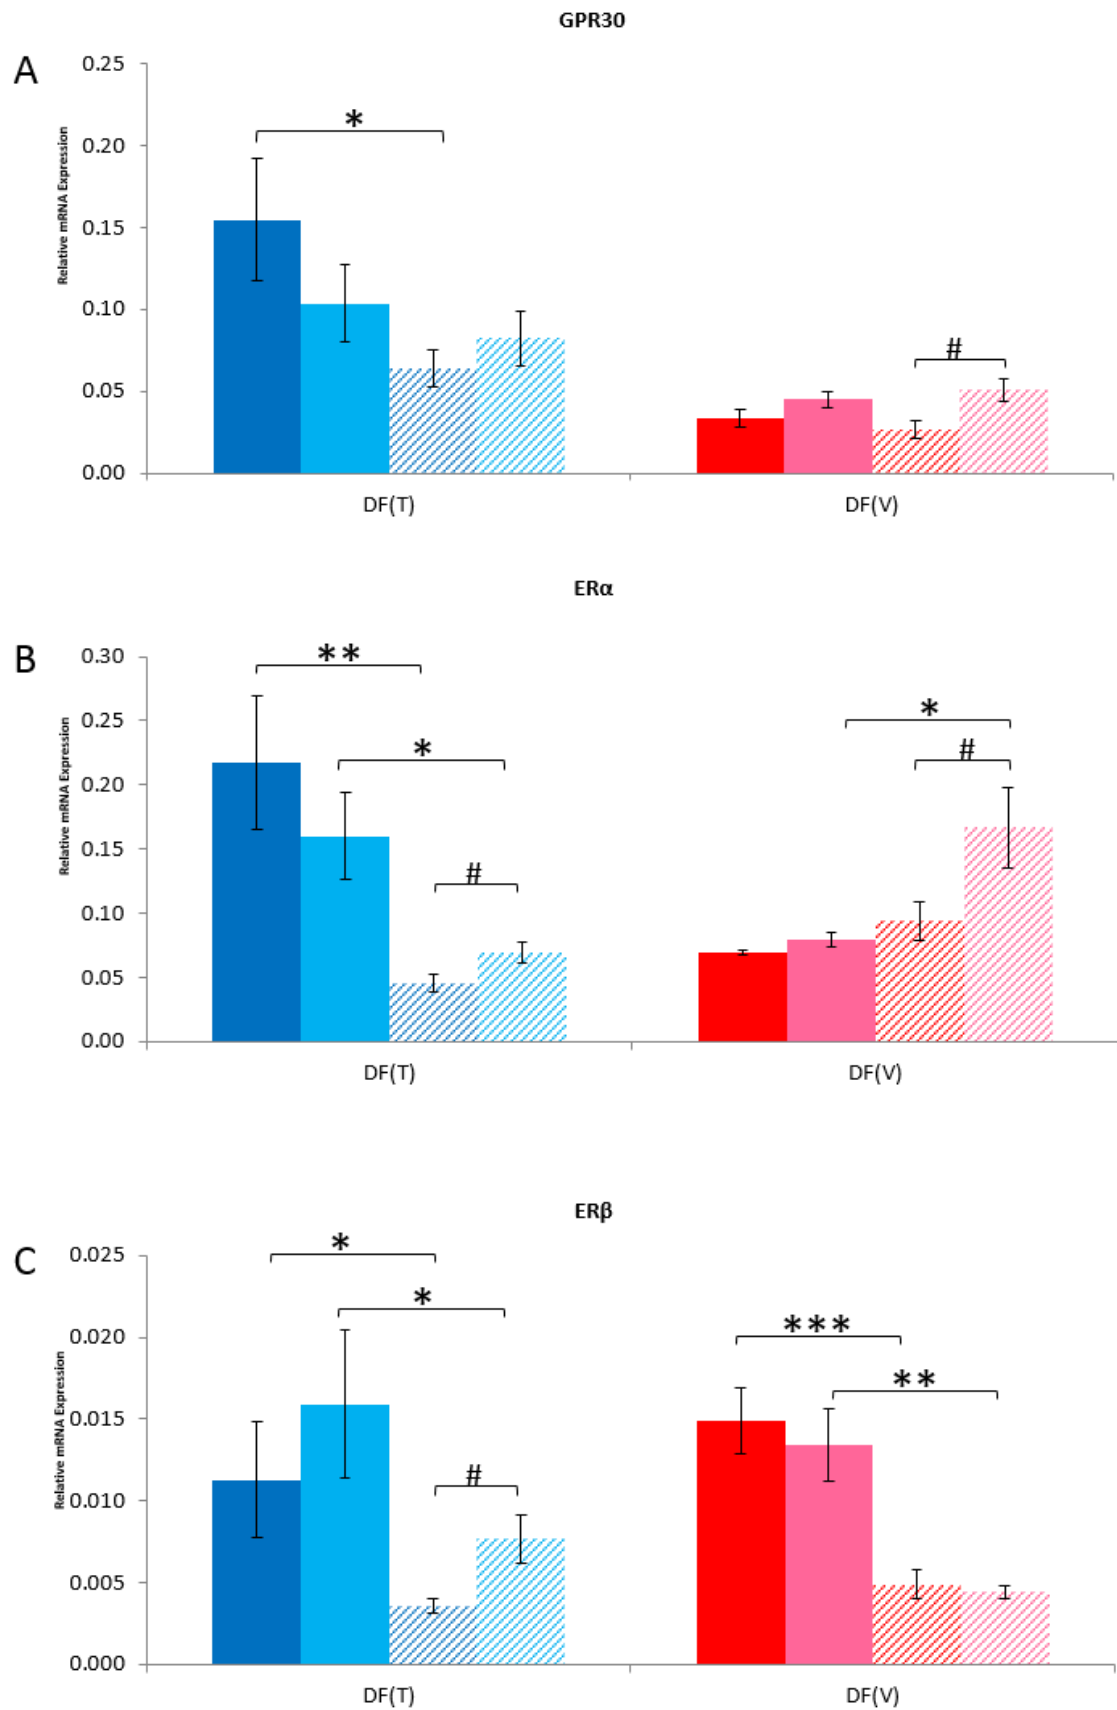 GPR30
A
Relative mRNA Expression
0.25
0.20
0.15
0.10
0.05
0.00
*
#
DF(T)
DF(V)
ERα
B
Relative mRNA Expression
0.30
0.25
0.20
0.15
0.10
0.05
0.00
**
*
#
*
#
DF(T)
DF(V)
ERβ
C
Relative mRNA Expression
0.025
0.020
0.015
0.010
0.005
0.000
*
*
#
***
**
DF(T)
DF(V)